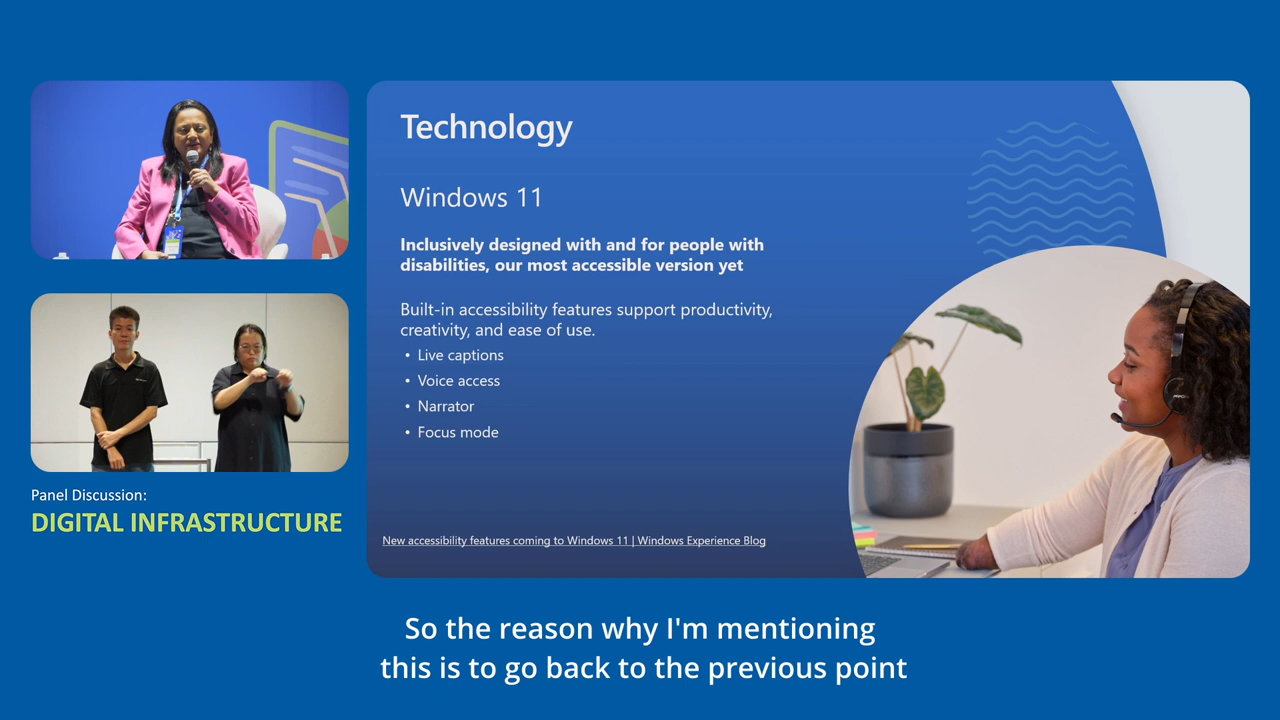 Technology
Windows 11
Inclusively designed with and for people with
disabilities, our most accessible version yet
Built-in accessibility features support productivity,
creativity, and ease of use.
• Live captions
• Voice access
• Narrator
• Focus mode
New accessibility features coming to Windows 11 | Windows Experience Blog
Panel Discussion:
DIGITAL INFRASTRUCTURE
So the reason why I'm mentioning
this is to go back to the previous point